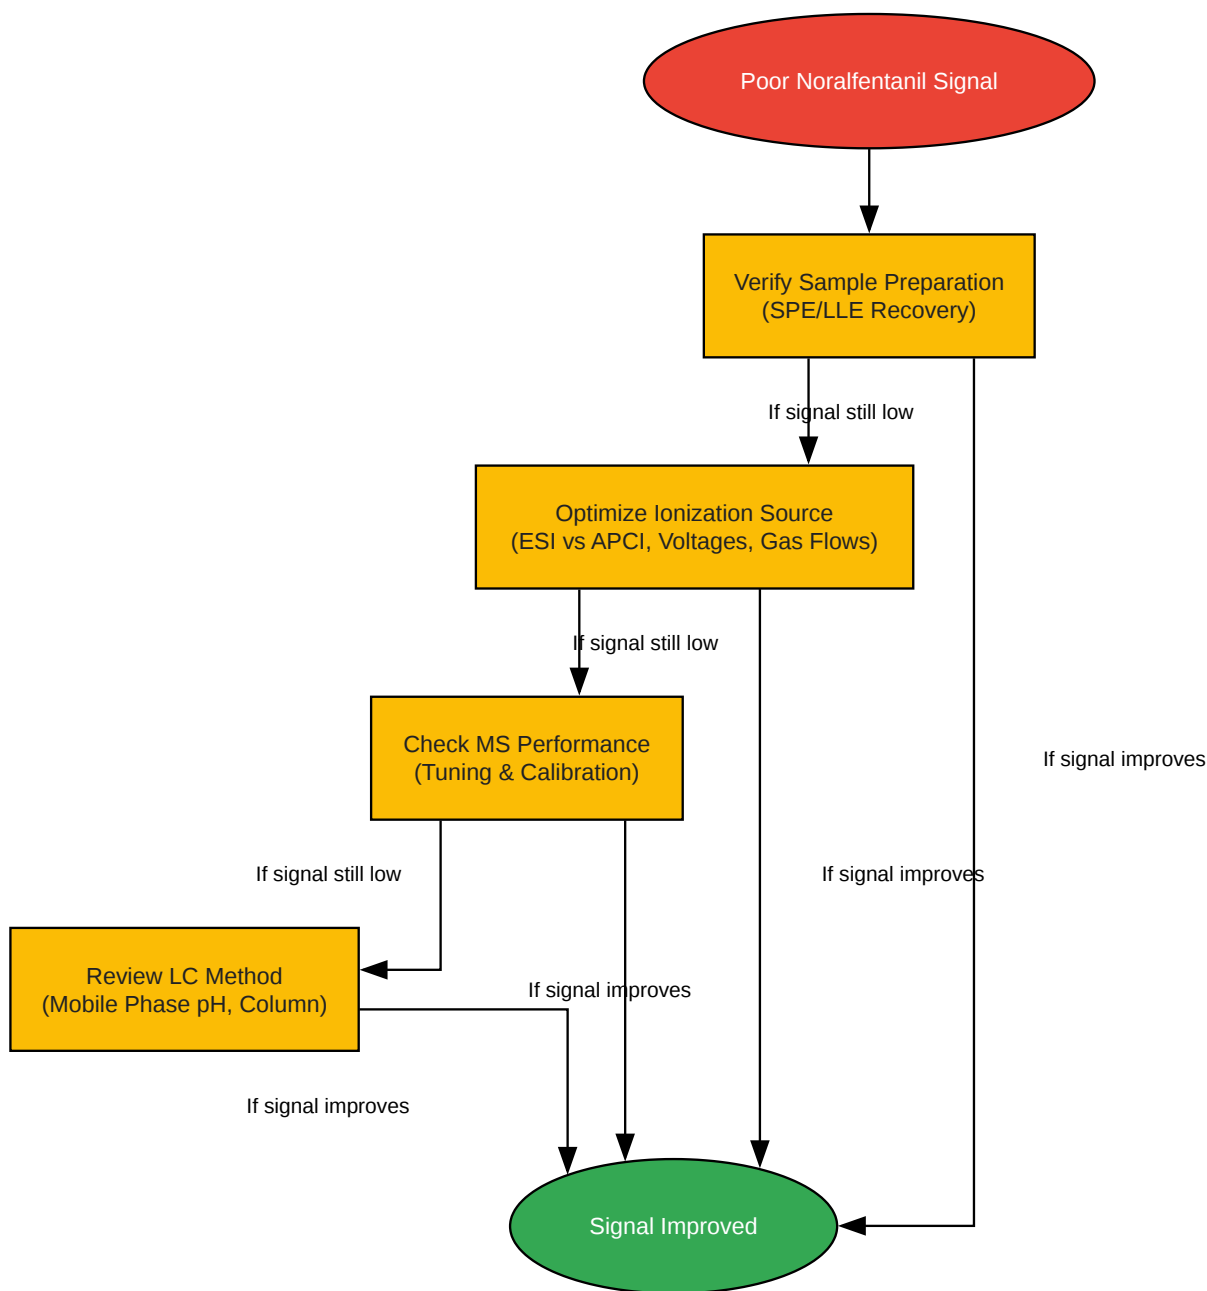 Poor Noralfentanil Signal
Verify Sample Preparation
(SPE/LLE Recovery)
If signal still low
Optimize Ionization Source
(ESI vs APCI, Voltages, Gas Flows)
If signal still low
Check MS Performance
(Tuning & Calibration)
If signal improves
If signal still low
If signal improves
Review LC Method
(Mobile Phase pH, Column)
If signal improves
If signal improves
Signal Improved